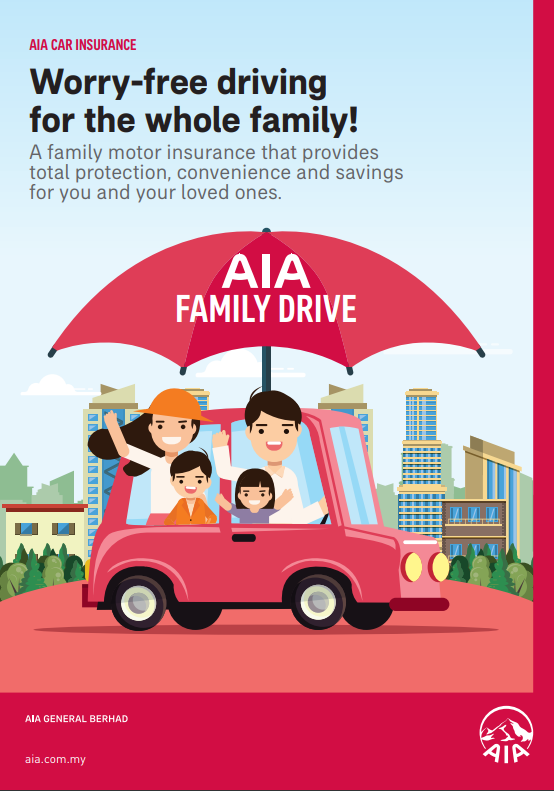 AIA CAR INSURANCE
Worry-free driving
for the whole family!
A family motor insurance that provides
total protection, convenience and savings
for you and your loved ones.
AIA
FAMILY DRIVE
AIA GENERAL BERHAD
aia.com.my
AIA